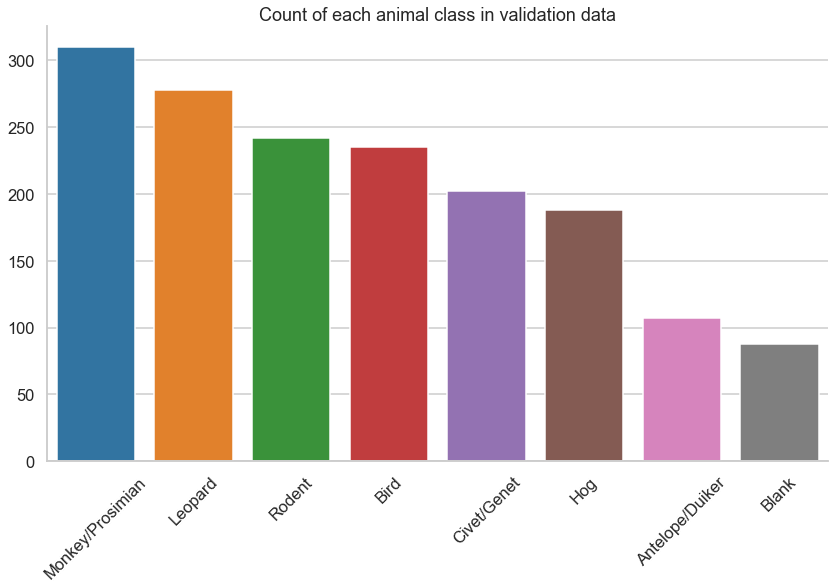 Count of each animal class in validation data
300
250
200
150
100
50
0
Monkey/Prosimian
Leopard
Rodent
Bird
Civet/Genet
Hog
Antelope/Duiker
Blank